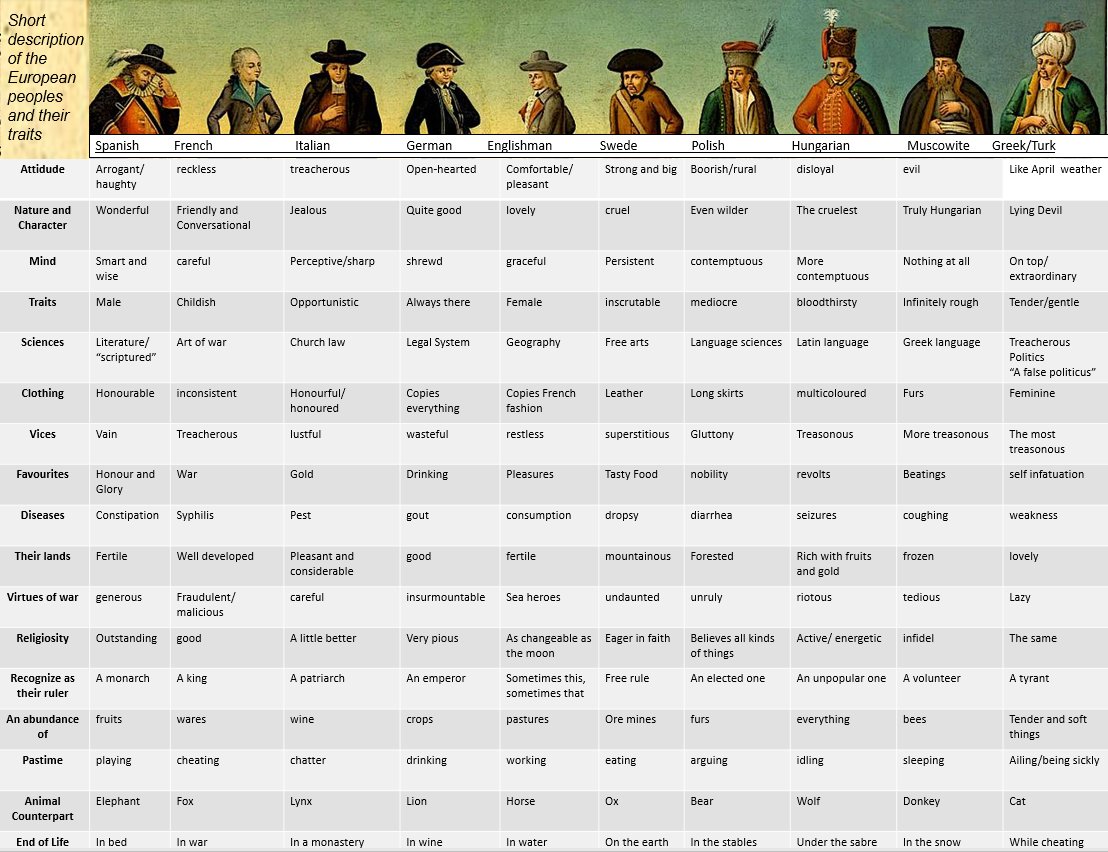 Short
description
of the
European
peoples
and their
traits
Spanish French Italian German Englishman Swede Polish Hungarian Muscowite Greek/Turk
Attidude Arrogant/ haughty reckless treacherous Open-hearted Comfortable/ pleasant Strong and big Boorish/rural disloyal evil Like April weather
Nature and Character Wonderful Friendly and Conversational Jealous Quite good lovely cruel Even wilder The cruelest Truly Hungarian Lying Devil
Mind Smart and wise careful Perceptive/sharp shrewd graceful Persistent contemptuous More contemptuous Nothing at all On top/ extraordinary
Traits Male Childish Opportunistic Always there Female inscrutable mediocre bloodthirsty Infinitely rough Tender/gentle
Sciences Literature/ “scriptured” Art of war Church law Legal System Geography Free arts Language sciences Latin language Greek language Treacherous Politics “A false politicus”
Clothing Honourable inconsistent Honourful/ honoured Copies everything Copies French fashion Leather Long skirts multicoloured Furs Feminine
Vices Vain Treacherous lustful wasteful restless superstitious Gluttony Treasonous More treasonous The most treasonous
Favourites Honour and Glory War Gold Drinking Pleasures Tasty Food nobility revolts Beatings self infatuation
Diseases Constipation Syphilis Pest gout consumption dropsy diarrhea seizures coughing weakness
Their lands Fertile Well developed Pleasant and considerable good fertile mountainous Forested Rich with fruits and gold frozen lovely
Virtues of war generous Fraudulent/ malicious careful insurmountable Sea heroes undaunted unruly riotous tedious Lazy
Religiosity Outstanding good A little better Very pious As changeable as the moon Eager in faith Believes all kinds of things Active/ energetic infidel The same
Recognize as their ruler A monarch A king A patriarch An emperor Sometimes this, sometimes that Free rule An elected one An unpopular one A volunteer A tyrant
An abundance of fruits wares wine crops pastures Ore mines furs everything bees Tender and soft things
Pastime playing cheating chatter drinking working eating arguing idling sleeping Ailing/being sickly
Animal Counterpart Elephant Fox Lynx Lion Horse Ox Bear Wolf Donkey Cat
End of Life In bed In war In a monastery In wine In water On the earth In the stables Under the sabre In the snow While cheating